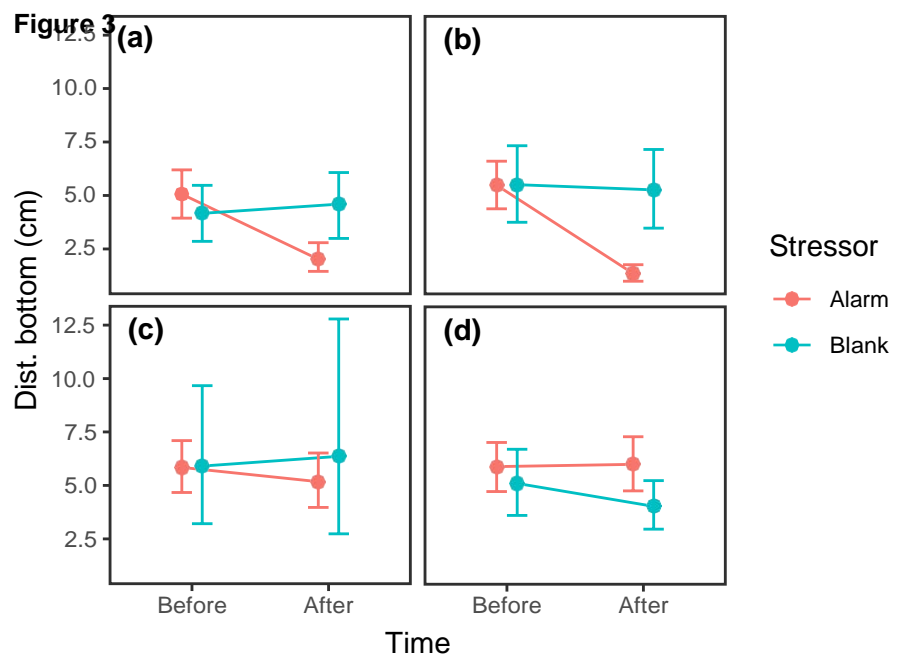 Figure 3
(a)
(b)
12.5
10.0
7.5
5.0
2.5
(c)
(d)
12.5
10.0
7.5
5.0
2.5
Dist. bottom (cm)
Before After Before After
Time
Stressor
Alarm
Blank